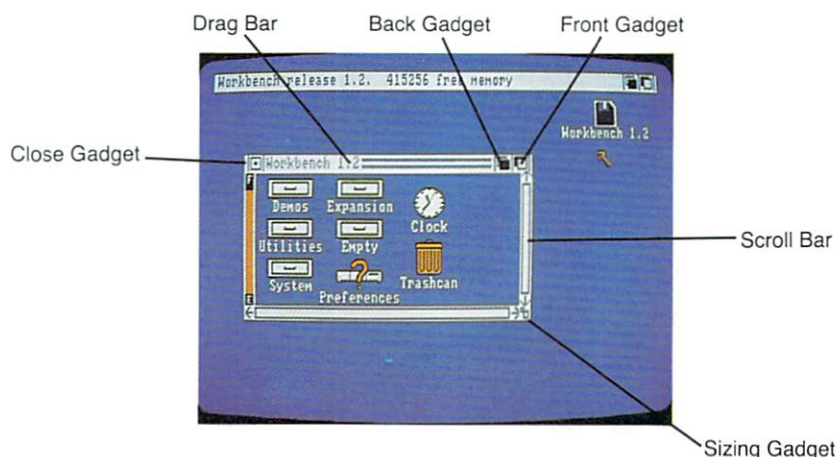 Drag Bar
Back Gadget
Front Gadget
Workbench release 1.2. 415256 free memory
Workbench 1.2
Close Gadget
Workbench 1.2
F
Demos
Expansion
Clock
Utilities
Empty
Scroll Bar
System
Preferences
Trashcan
E
Sizing Gadget